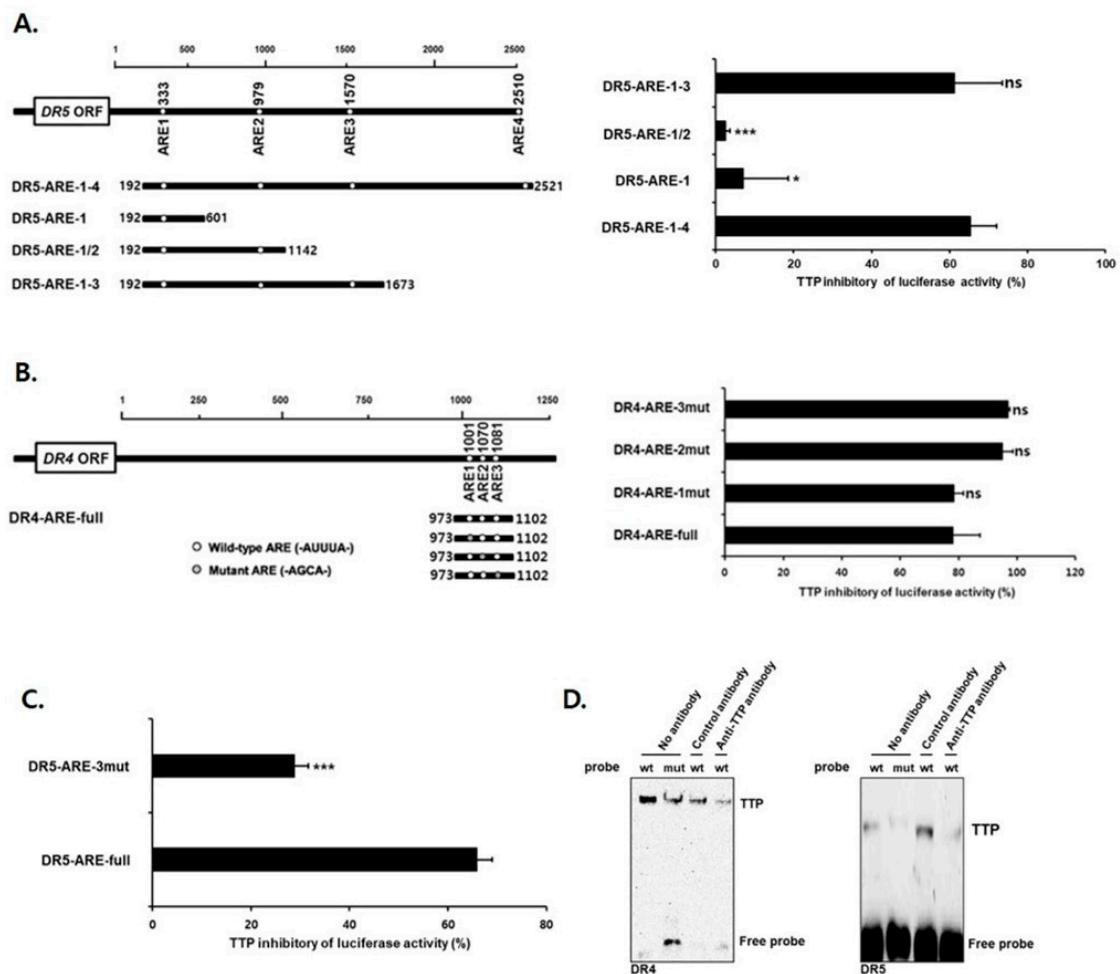 A.
1 500 1000 1500 2500
DR5 ORF
333 979 1570 2510
ARE1 ARE2 ARE3 ARE4
DR5-ARE-1-4 192 2521
DR5-ARE-1 192 601
DR5-ARE-1/2 192 1142
DR5-ARE-1-3 192 1673
DR5-ARE-1-3 ns
DR5-ARE-1/2 ***
DR5-ARE-1 *
DR5-ARE-1-4
0 20 40 60 80 100
TTP inhibitory of luciferase activity (%)
B.
1 250 500 750 1000 1250
DR4 ORF
1001 1070 1081
ARE1 ARE2 ARE3
DR4-ARE-full 973 1102
973 1102
973 1102
973 1102
Wild-type ARE (-AUUUA-)
Mutant ARE (-AGCA-)
DR4-ARE-3mut ns
DR4-ARE-2mut ns
DR4-ARE-1mut ns
DR4-ARE-full
0 20 40 60 80 100 120
TTP inhibitory of luciferase activity (%)
C.
DR5-ARE-3mut ***
DR5-ARE-full
0 20 40 60 80
TTP inhibitory of luciferase activity (%)
D.
No antibody Control antibody Anti-TTP antibody
probe wt mut wt wt
TTP
Free probe
DR4
No antibody Control antibody Anti-TTP antibody
probe wt mut wt wt
TTP
Free probe
DR5